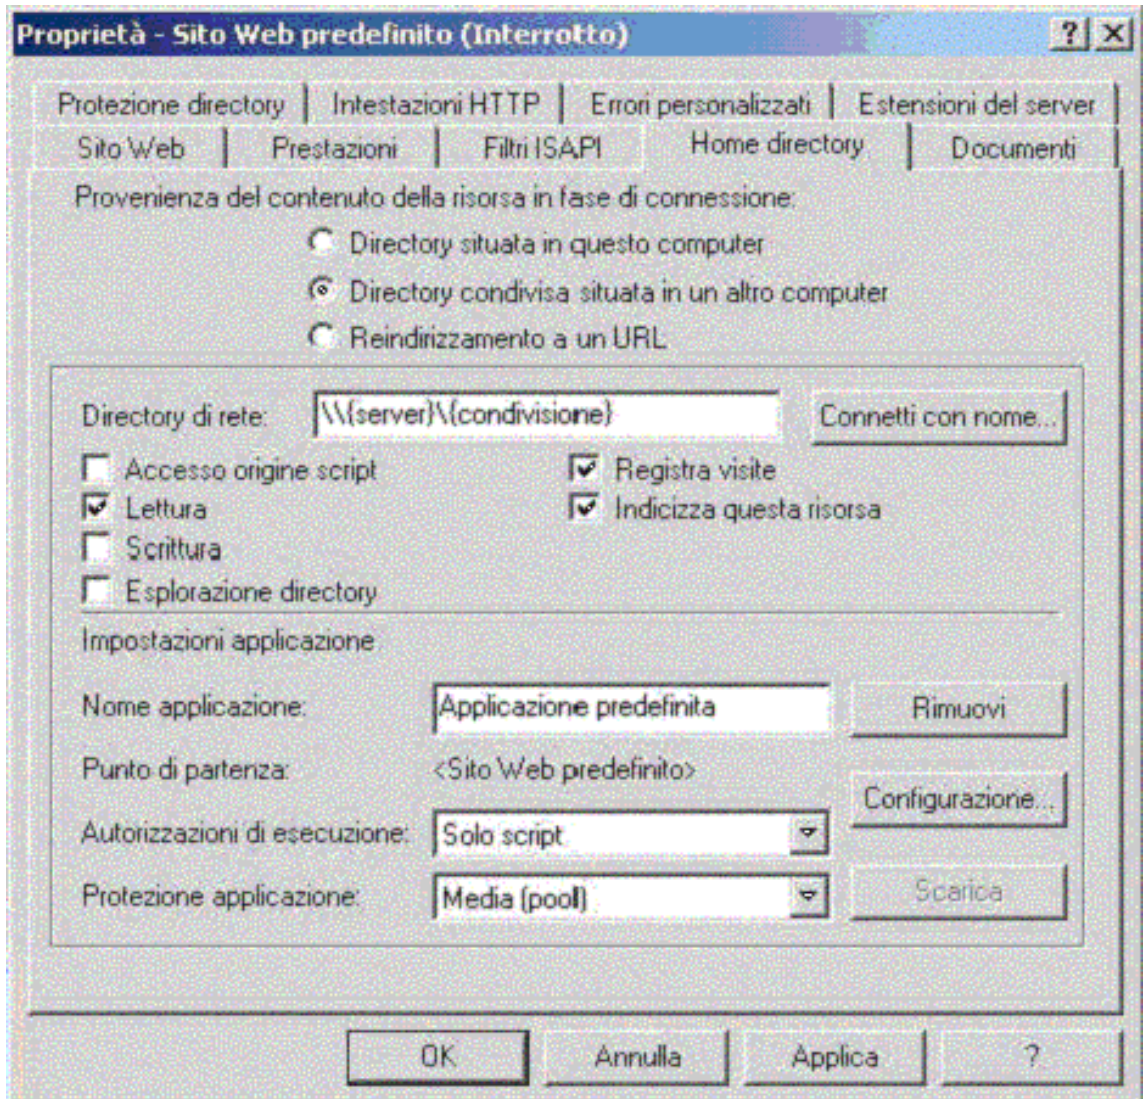 Proprietà - Sito Web predefinito (Interrotto)
Protezione directory Intestazioni HTTP Errori personalizzati Estensioni del server
Sito Web Prestazioni Filtri ISAPI Home directory Documenti
Provenienza del contenuto della risorsa in fase di connessione:
Directory situata in questo computer
Directory condivisa situata in un altro computer
Reindirizzamento a un URL
Directory di rete: \\{server}\{condivisione} Connetti con nome...
Accesso origine script Registra visite
Lettura Indicizza questa risorsa
Scrittura
Esplorazione directory
Impostazioni applicazione
Nome applicazione: Applicazione predefinita Rimuovi
Punto di partenza: <Sito Web predefinito>
Configurazione...
Autorizzazioni di esecuzione: Solo script
Protezione applicazione: Media (pool) Scarica
OK Annulla Applica ?